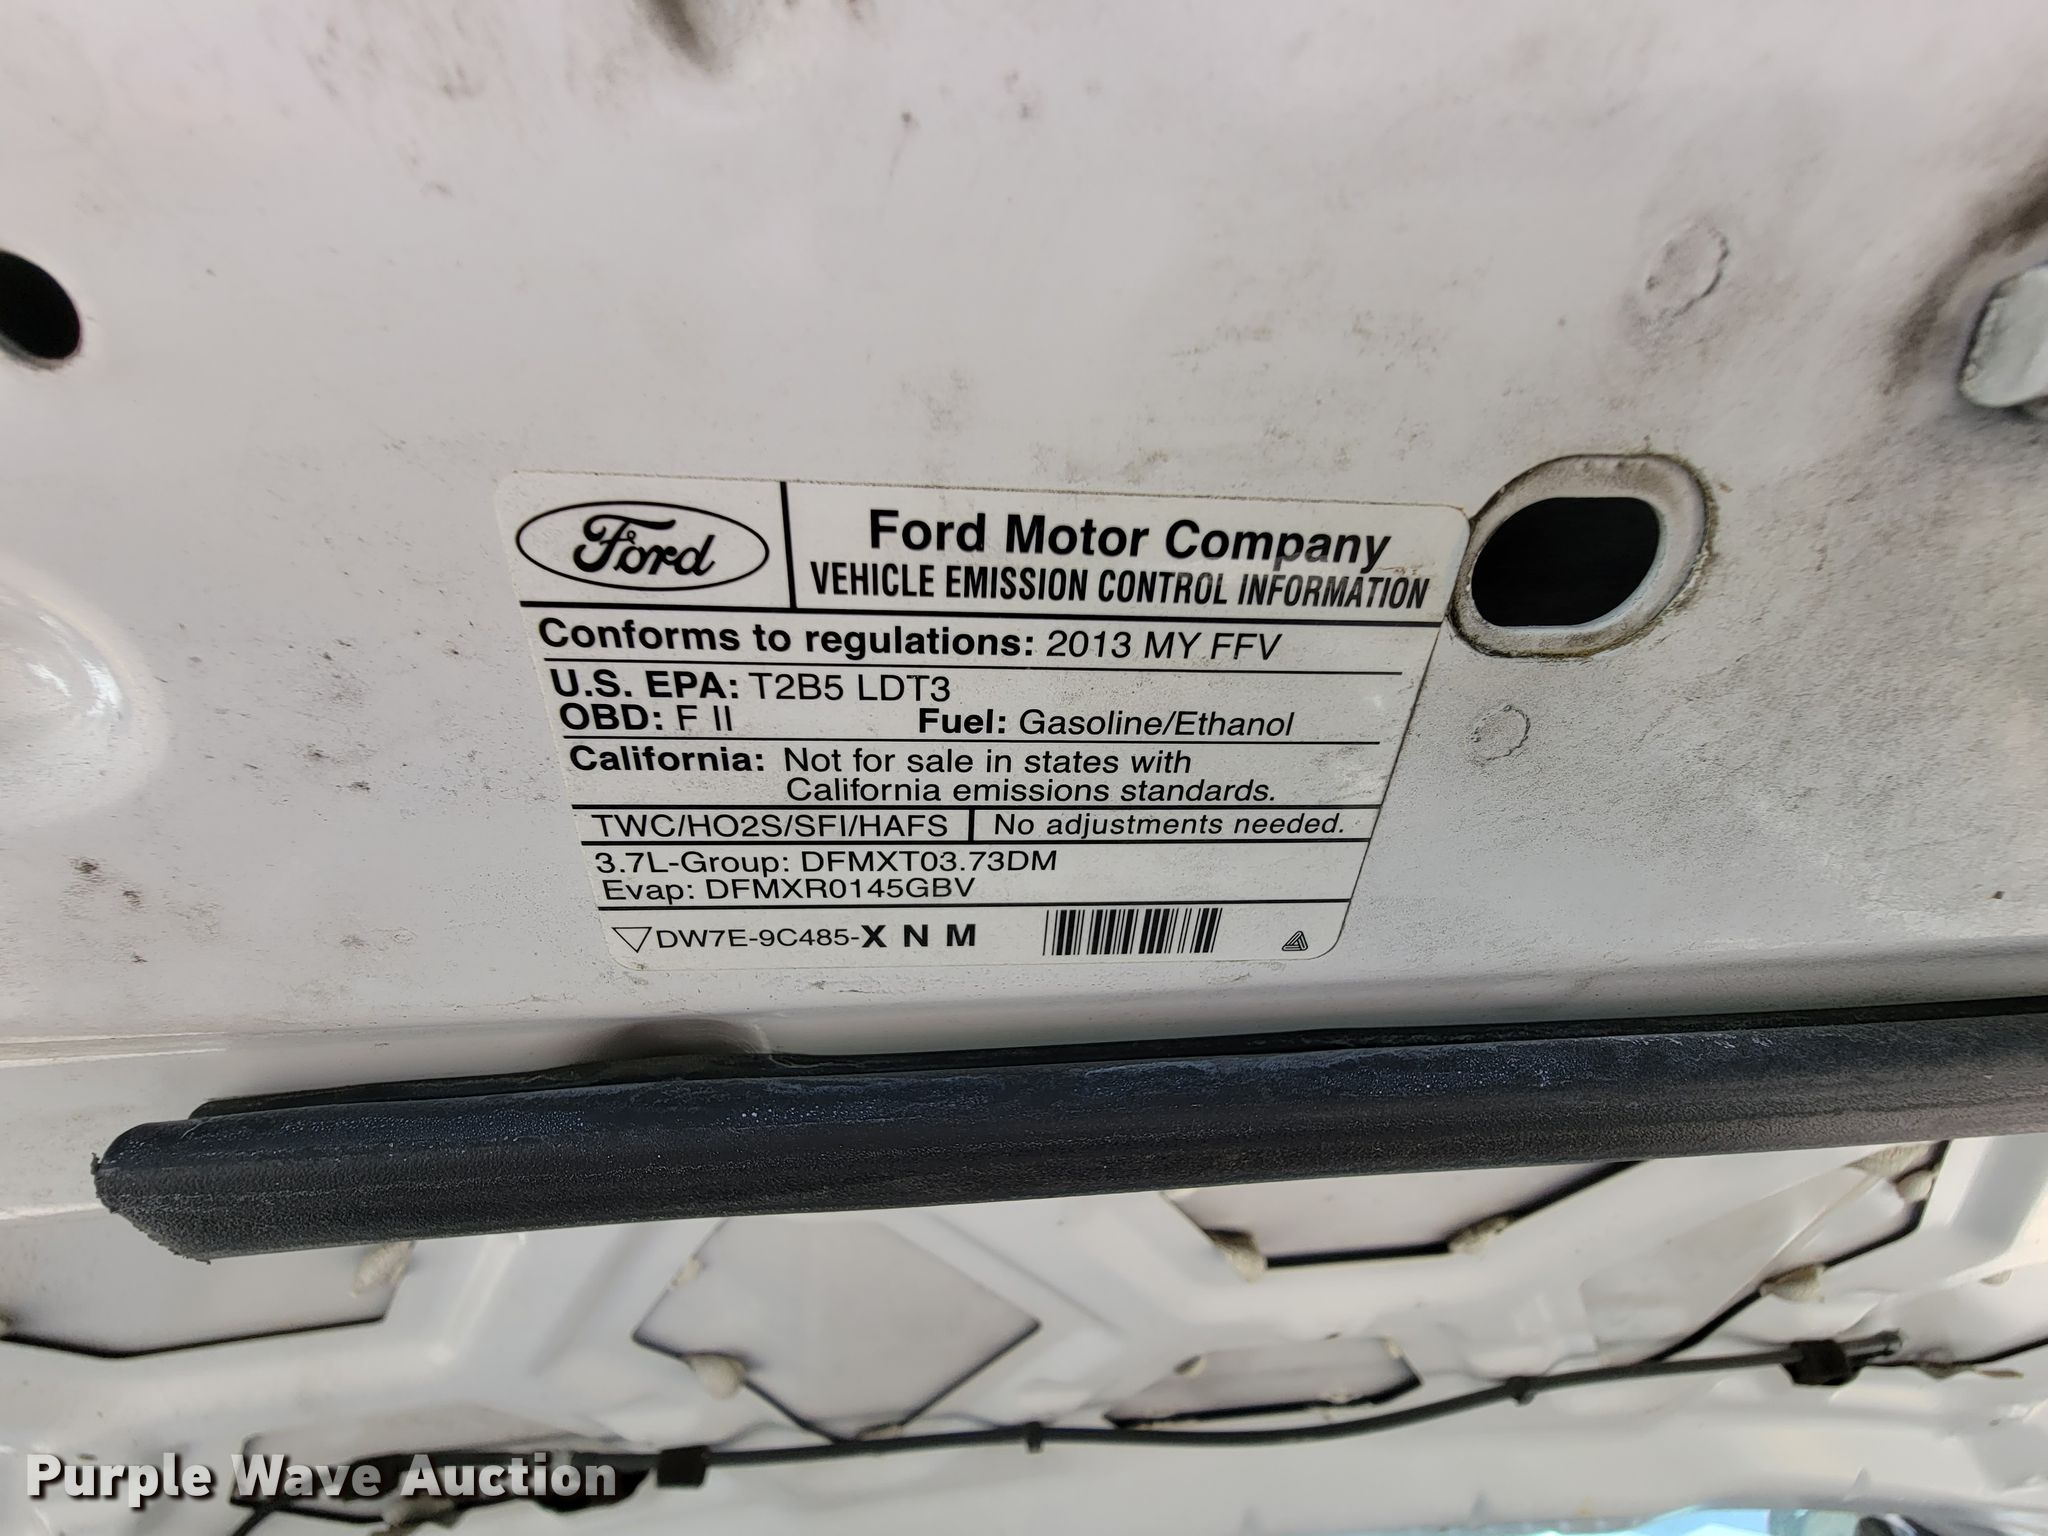 Ford
Ford Motor Company
VEHICLE EMISSION CONTROL INFORMATION
Conforms to regulations: 2013 MY FFV
U.S. EPA: T2B5 LDT3
OBD: F II Fuel: Gasoline/Ethanol
California: Not for sale in states with
California emissions standards.
TWC/HO2S/SFI/HAFS No adjustments needed.
3.7L-Group: DFMXT03.73DM
Evap: DFMXR0145GBV
DW7E-9C485-X N M
Purple Wave Auction